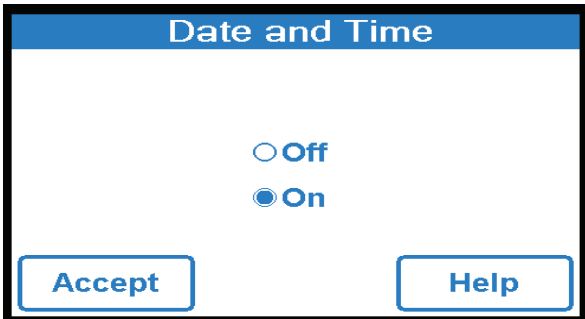 Date and Time
Off
On
Accept
Help